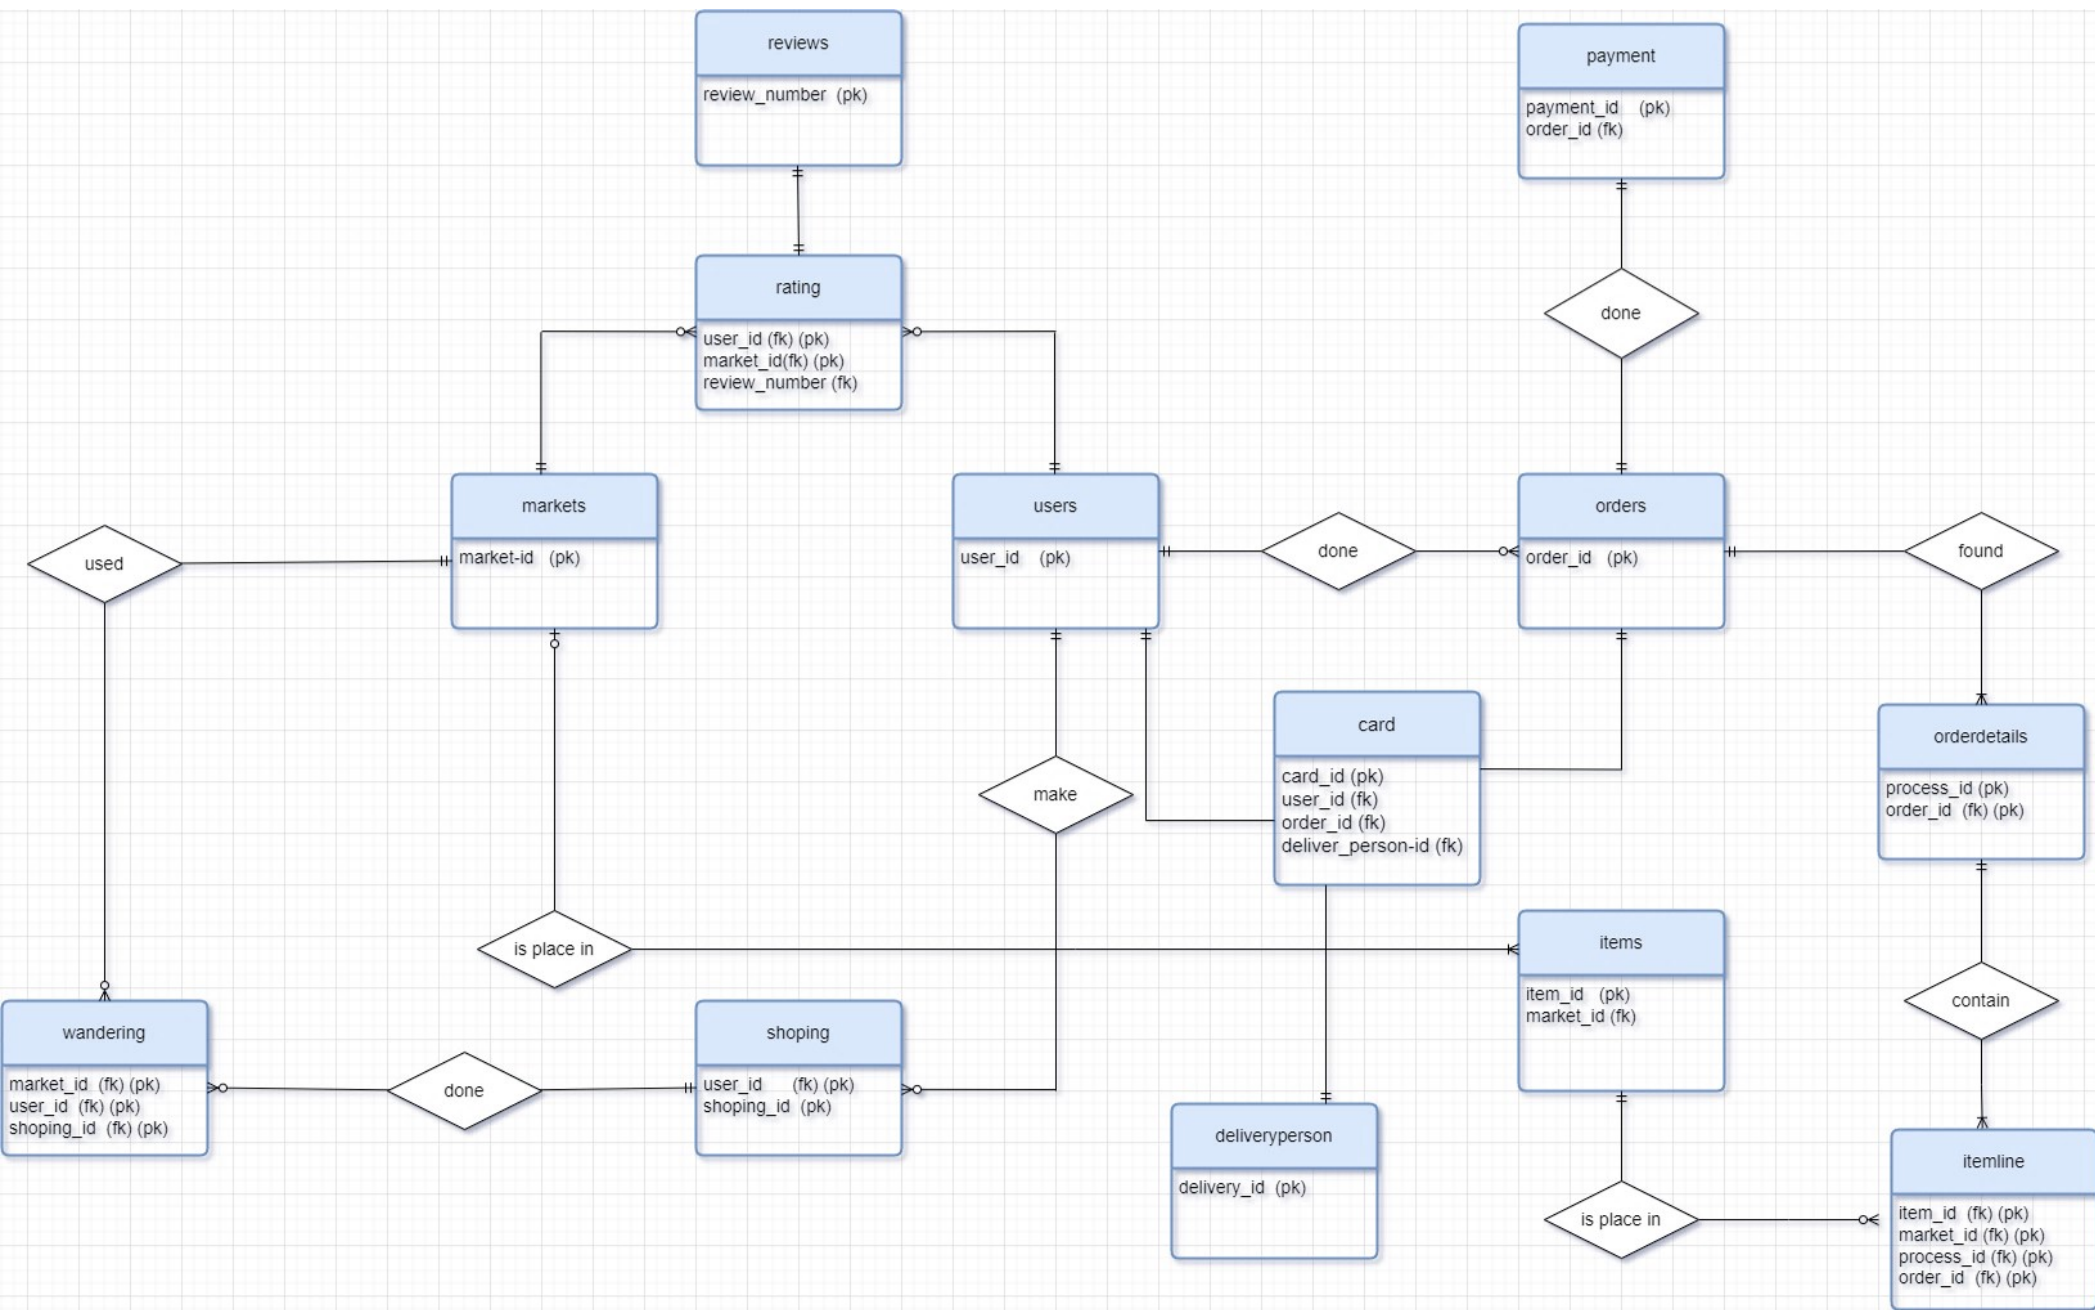 reviews
review_number (pk)
payment
payment_id (pk)
order_id (fk)
rating
user_id (fk) (pk)
market_id(fk) (pk)
review_number (fk)
done
markets
market-id (pk)
users
user_id (pk)
orders
order_id (pk)
used
done
found
card
card_id (pk)
user_id (fk)
order_id (fk)
deliver_person-id (fk)
orderdetails
process_id (pk)
order_id (fk) (pk)
make
is place in
items
item_id (pk)
market_id (fk)
contain
wandering
market_id (fk) (pk)
user_id (fk) (pk)
shoping_id (fk) (pk)
done
shoping
user_id (fk) (pk)
shoping_id (pk)
deliveryperson
delivery_id (pk)
is place in
itemline
item_id (fk) (pk)
market_id (fk) (pk)
process_id (fk) (pk)
order_id (fk) (pk)